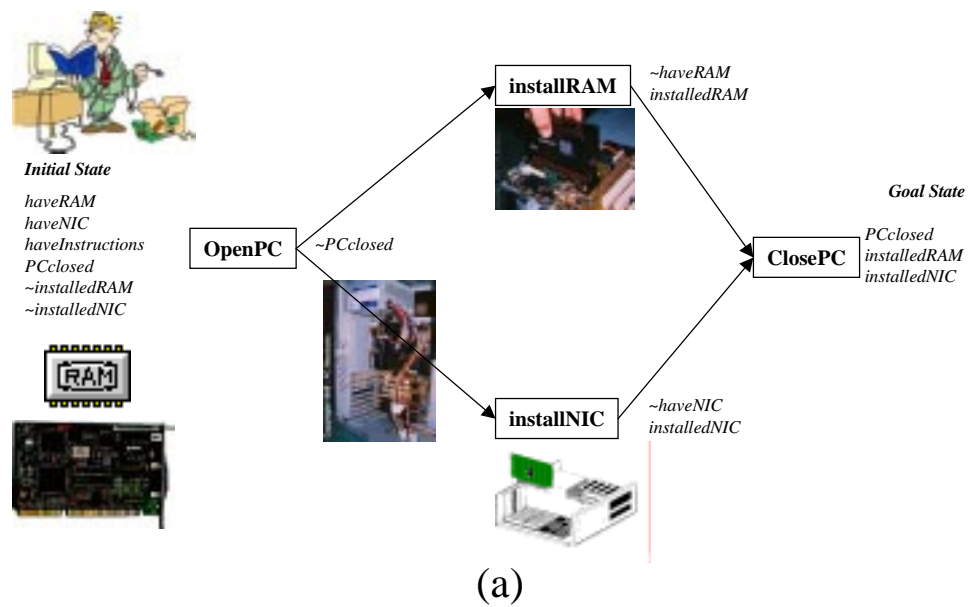 Initial State
haveRAM
haveNIC
haveInstructions
PCclosed
~installedRAM
~installedNIC
RAM
OpenPC
~PCclosed
installRAM
~haveRAM
installedRAM
installNIC
~haveNIC
installedNIC
ClosePC
Goal State
PCclosed
installedRAM
installedNIC
(a)